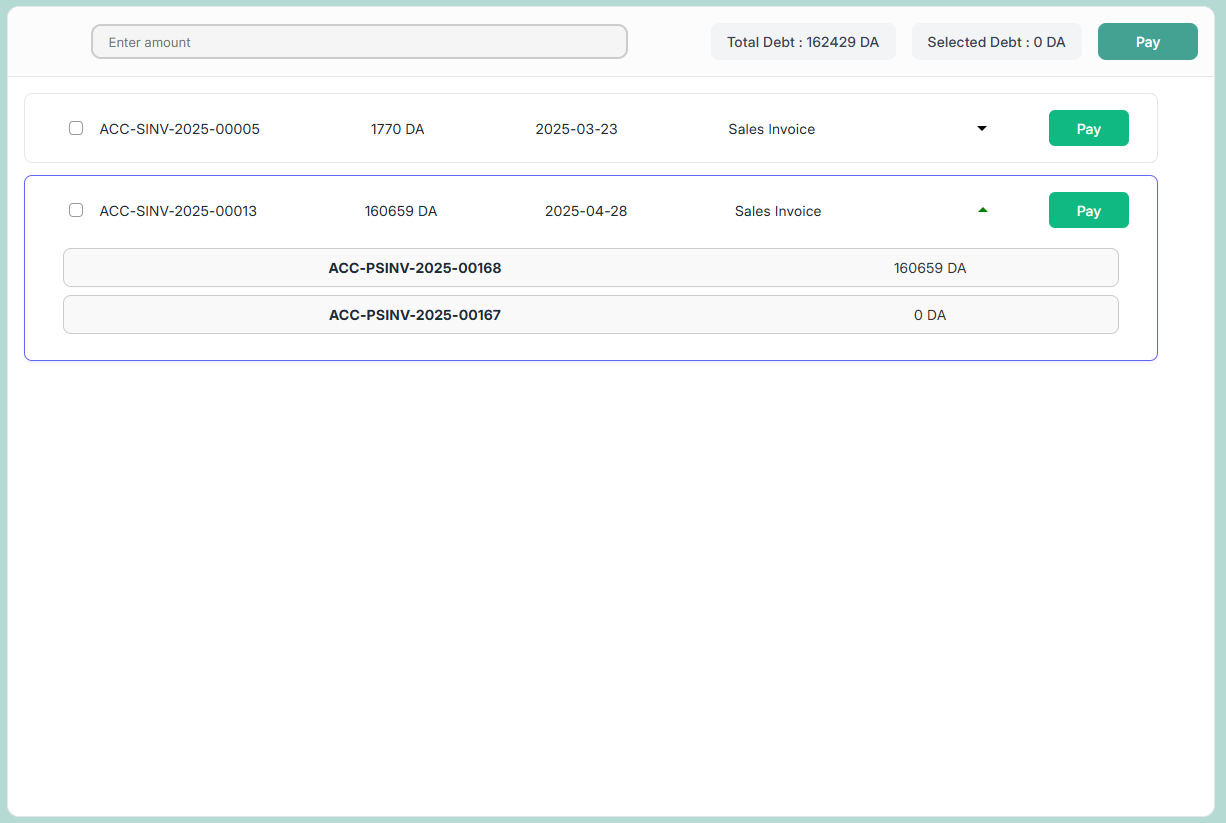 Enter amount Total Debt : 162429 DA Selected Debt : 0 DA Pay
ACC-SINV-2025-00005 1770 DA 2025-03-23 Sales Invoice Pay
ACC-SINV-2025-00013 160659 DA 2025-04-28 Sales Invoice Pay
ACC-PSINV-2025-00168 160659 DA
ACC-PSINV-2025-00167 0 DA